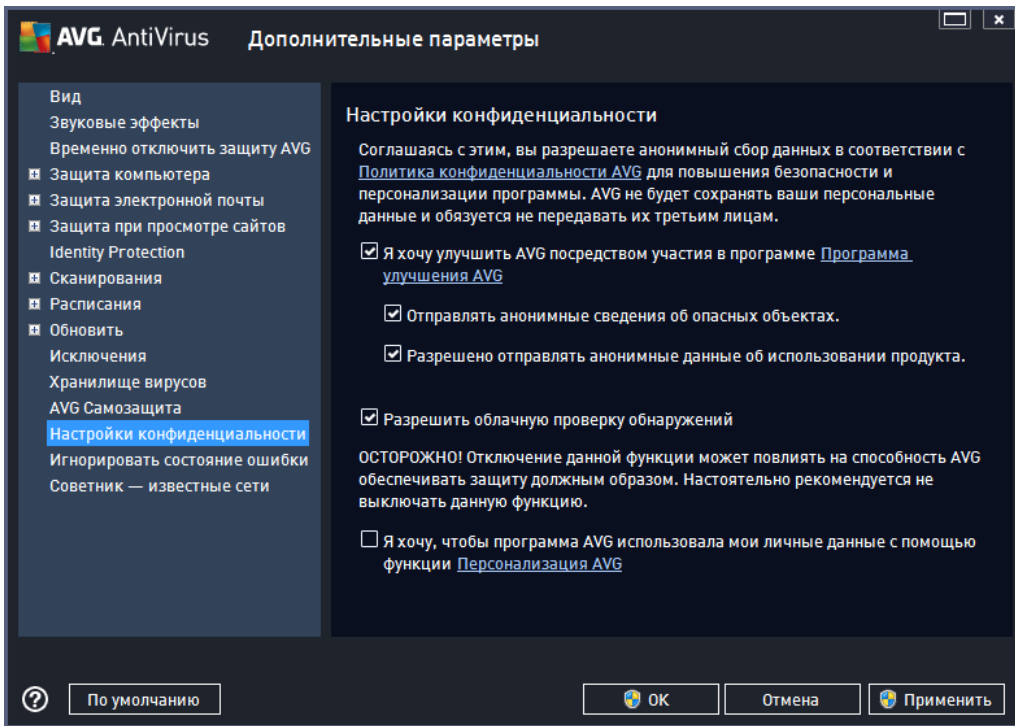 AVG AntiVirus
Дополнительные параметры
Вид
Звуковые эффекты
Временно отключить защиту AVG
Защита компьютера
Защита электронной почты
Защита при просмотре сайтов
Identity Protection
Сканирования
Расписания
Обновить
Исключения
Хранилище вирусов
AVG Самозащита
Настройки конфиденциальности
Игнорировать состояние ошибки
Советник — известные сети
Настройки конфиденциальности
Соглашаясь с этим, вы разрешаете анонимный сбор данных в соответствии с
Политика конфиденциальности AVG для повышения безопасности и
персонализации программы. AVG не будет сохранять ваши персональные
данные и обязуется не передавать их третьим лицам.
Я хочу улучшить AVG посредством участия в программе Программа
улучшения AVG
Отправлять анонимные сведения об опасных объектах.
Разрешено отправлять анонимные данные об использовании продукта.
Разрешить облачную проверку обнаружений
ОСТОРОЖНО! Отключение данной функции может повлиять на способность AVG
обеспечивать защиту должным образом. Настоятельно рекомендуется не
выключать данную функцию.
Я хочу, чтобы программа AVG использовала мои личные данные с помощью
функции Персонализация AVG
?
По умолчанию
ОК
Отмена
Применить